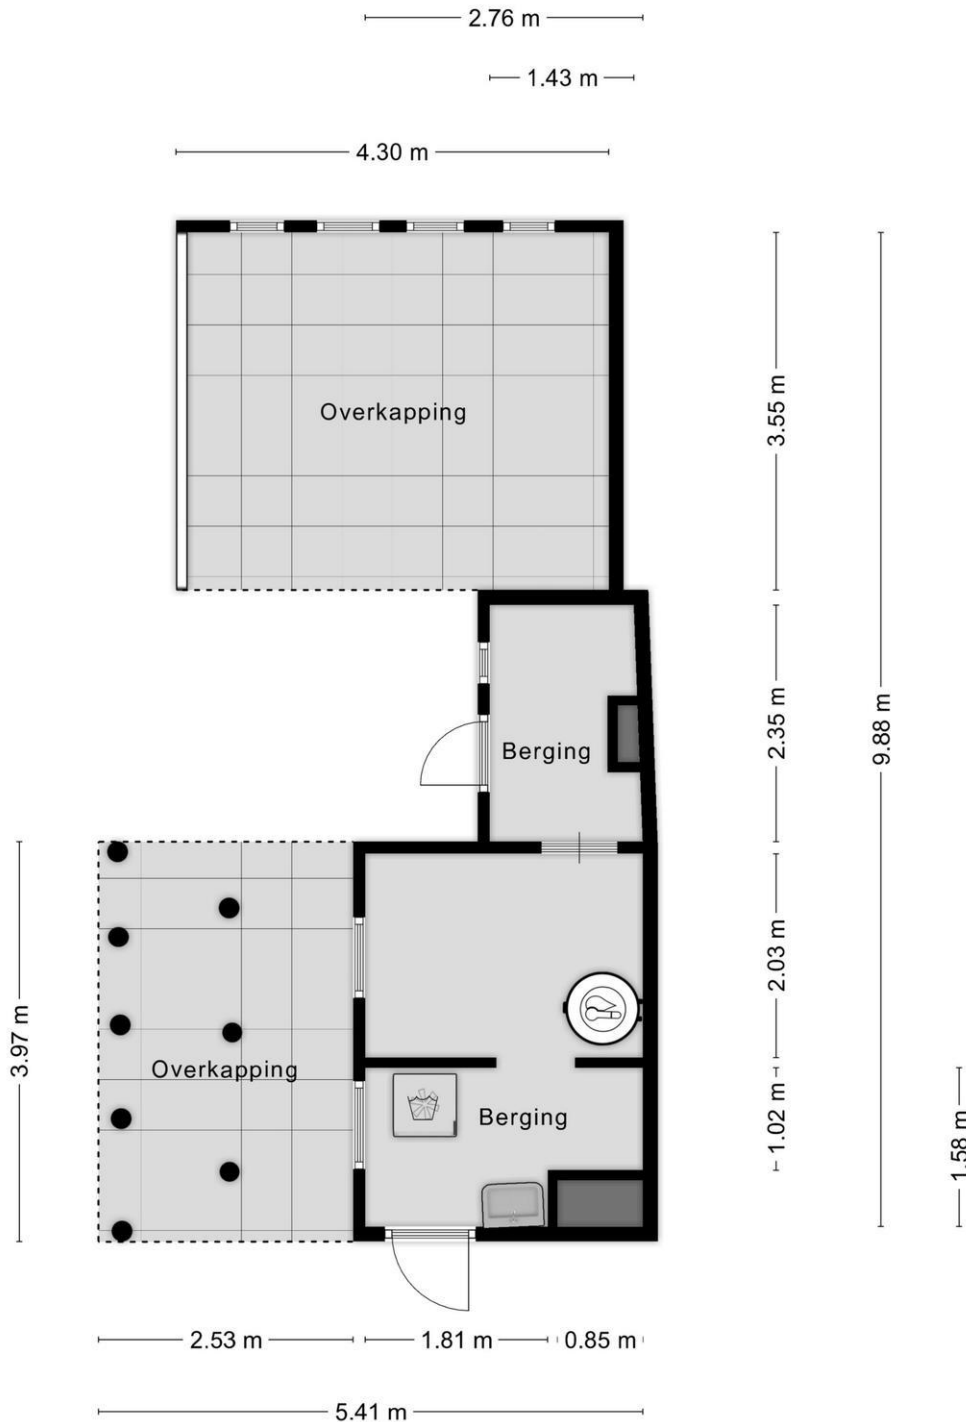 2.76 m
1.43 m
4.30 m
Overkapping
3.55 m
Berging
2.35 m
9.88 m
2.03 m
3.97 m
Overkapping
Berging
1.02 m
1.58 m
2.53 m
1.81 m
0.85 m
5.41 m